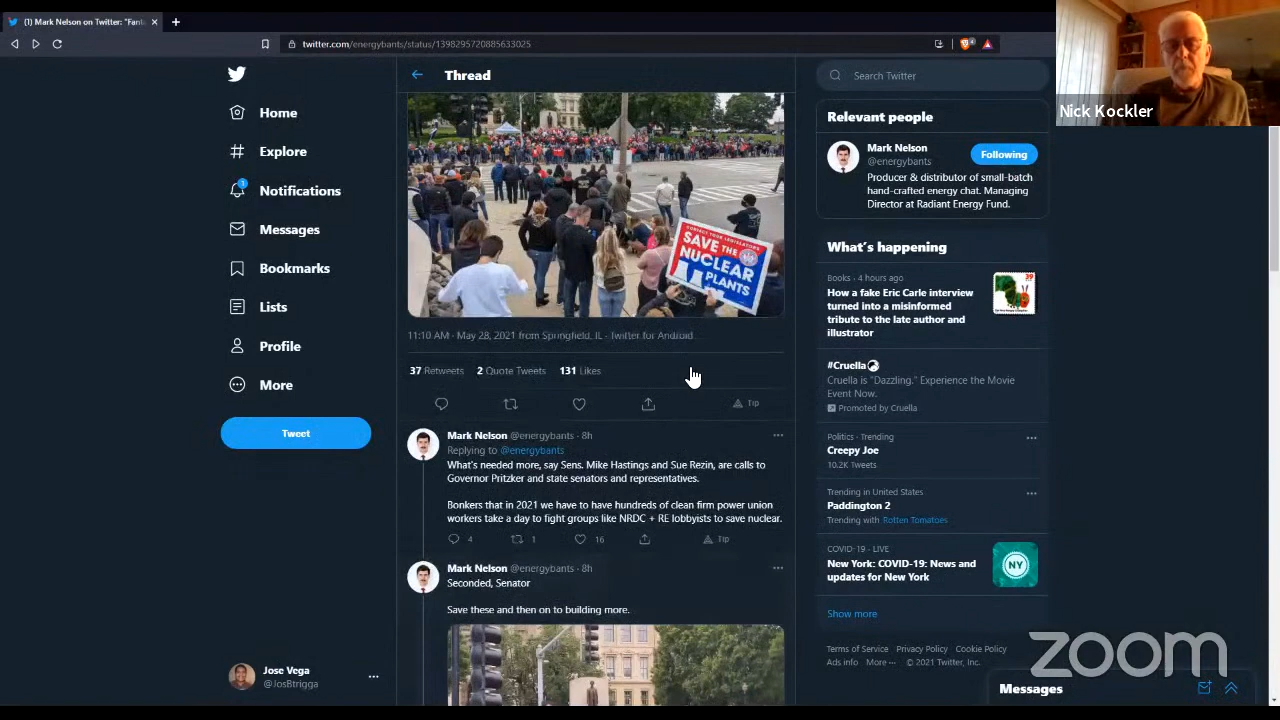 (1) Mark Nelson on Twitter: "Fanta
twitter.com/energybants/status/1398295720885633025
Nick Kockler
Home
Explore
1
Notifications
Messages
Bookmarks
Lists
Profile
More
Tweet
Jose Vega
@JosBtrigga
Thread
CONTACT YOUR LEGISLATORS
SAVE THE
NUCLEAR
PLANTS
11:10 AM · May 28, 2021 from Springfield, IL · Twitter for Android
37 Retweets 2 Quote Tweets 131 Likes
Tip
Mark Nelson @energybants · 8h
Replying to @energybants
What's needed more, say Sens. Mike Hastings and Sue Rezin, are calls to
Governor Pritzker and state senators and representatives.
Bonkers that in 2021 we have to have hundreds of clean firm power union
workers take a day to fight groups like NRDC + RE lobbyists to save nuclear.
4 1 16 Tip
Mark Nelson @energybants · 8h
Seconded, Senator
Save these and then on to building more.
Search Twitter
Relevant people
Mark Nelson
@energybants
Following
Producer & distributor of small-batch
hand-crafted energy chat. Managing
Director at Radiant Energy Fund.
What's happening
Books · 4 hours ago
How a fake Eric Carle interview
turned into a misinformed
tribute to the late author and
illustrator
39
#Cruella
Cruella is "Dazzling." Experience the Movie
Event Now.
Promoted by Cruella
Politics · Trending
Creepy Joe
10.2K Tweets
Trending in United States
Paddington 2
Trending with Rotten Tomatoes
COVID-19 · LIVE
New York: COVID-19: News and
updates for New York
NY
Show more
Terms of Service Privacy Policy Cookie Policy
Ads info More ··· © 2021 Twitter, Inc.
zoom
Messages